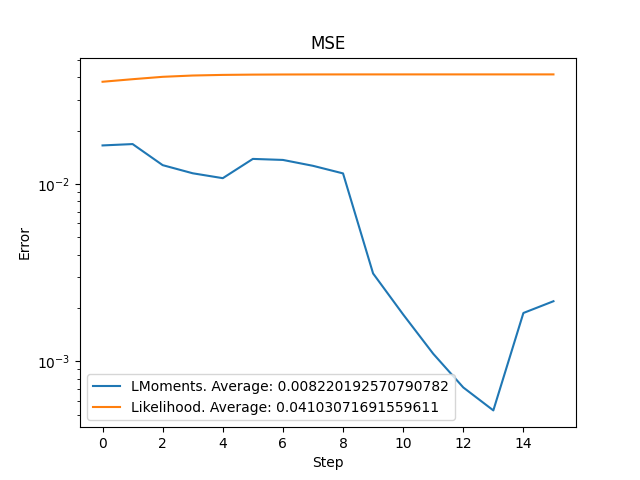 MSE
Error
10⁻²
10⁻³
LMoments. Average: 0.008220192570790782
Likelihood. Average: 0.04103071691559611
0 2 4 6 8 10 12 14
Step